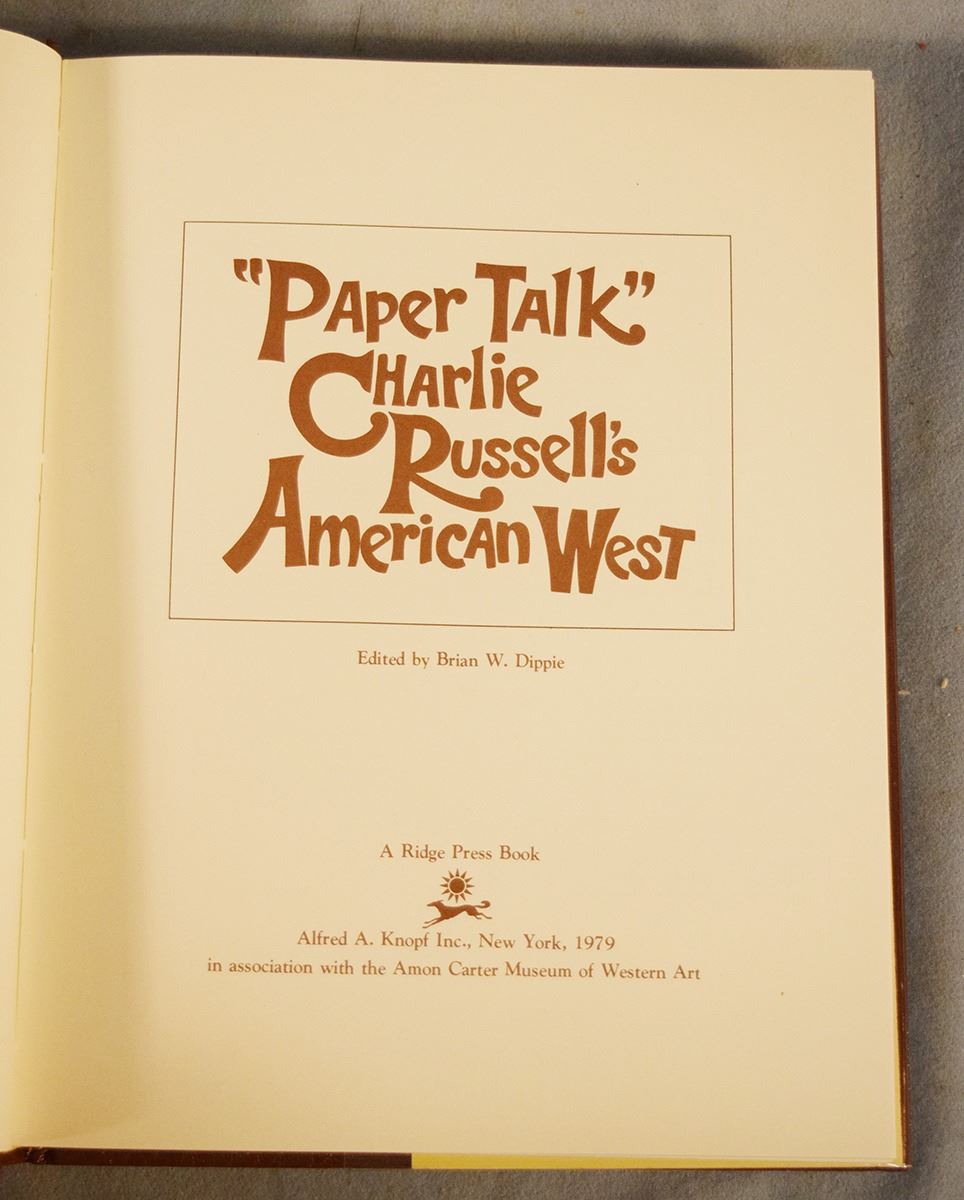 "Paper Talk"
Charlie
Russell's
American West
Edited by Brian W. Dippie
A Ridge Press Book
Alfred A. Knopf Inc., New York, 1979
in association with the Amon Carter Museum of Western Art